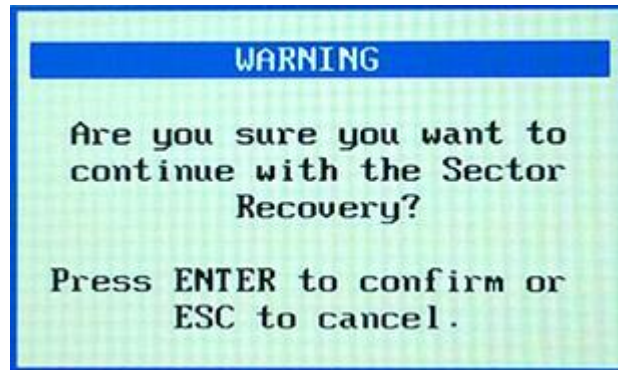 WARNING
Are you sure you want to
continue with the Sector
Recovery?
Press ENTER to confirm or
ESC to cancel.